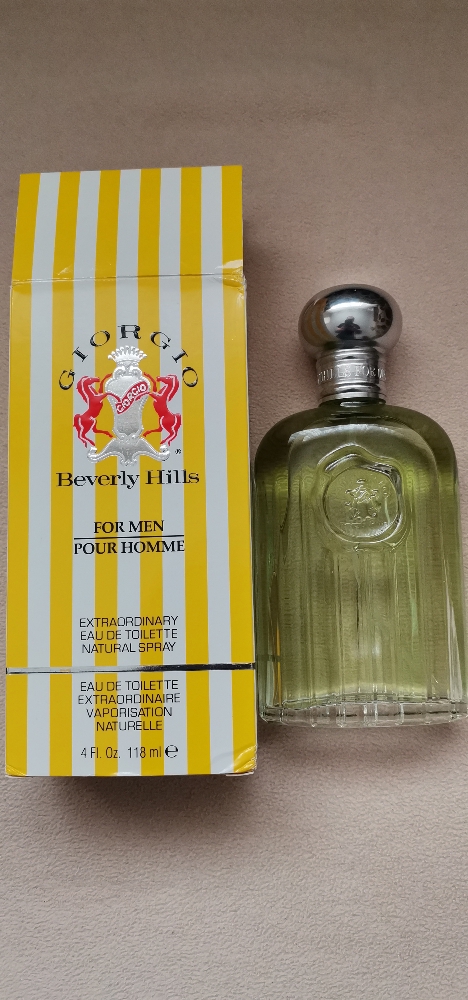 GIORGIO
GIORGIO
®
Beverly Hills
FOR MEN
POUR HOMME
EXTRAORDINARY
EAU DE TOILETTE
NATURAL SPRAY
EAU DE TOILETTE
EXTRAORDINAIRE
VAPORISATION
NATURELLE
4 Fl. Oz. 118 ml ℮